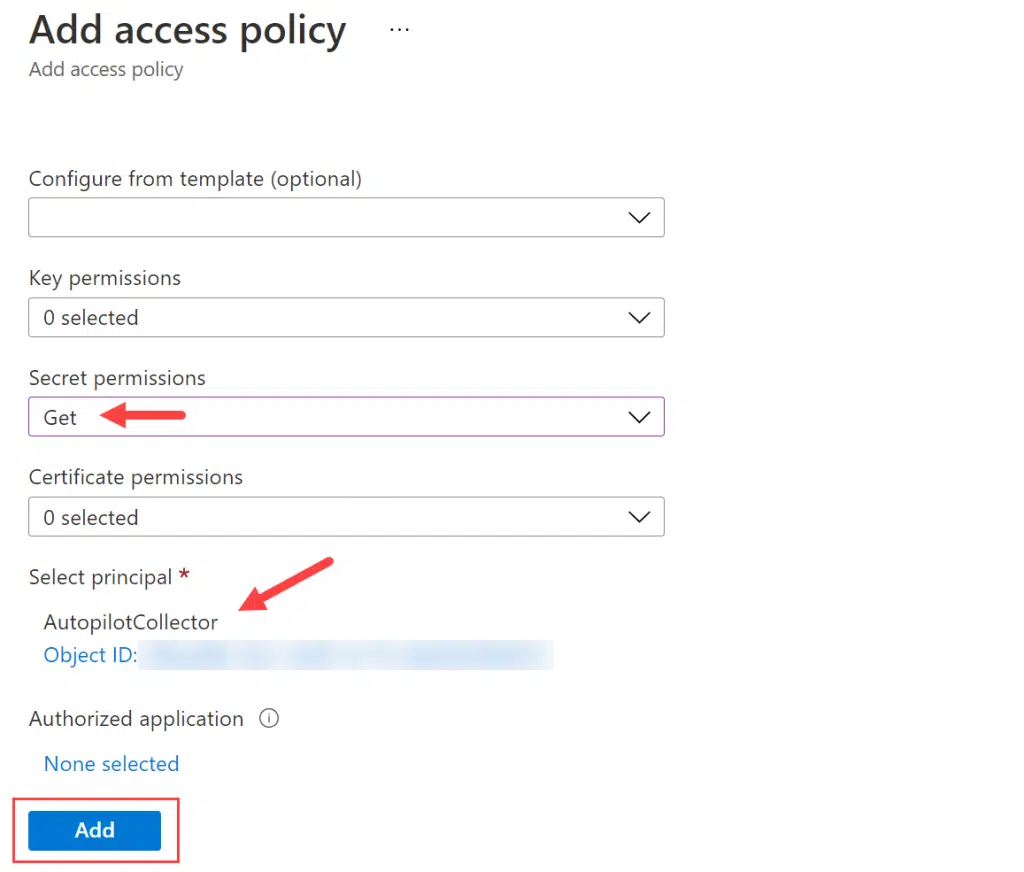 Add access policy ...
Add access policy
Configure from template (optional)
Key permissions
0 selected
Secret permissions
Get
Certificate permissions
0 selected
Select principal *
AutopilotCollector
Object ID:
Authorized application
None selected
Add